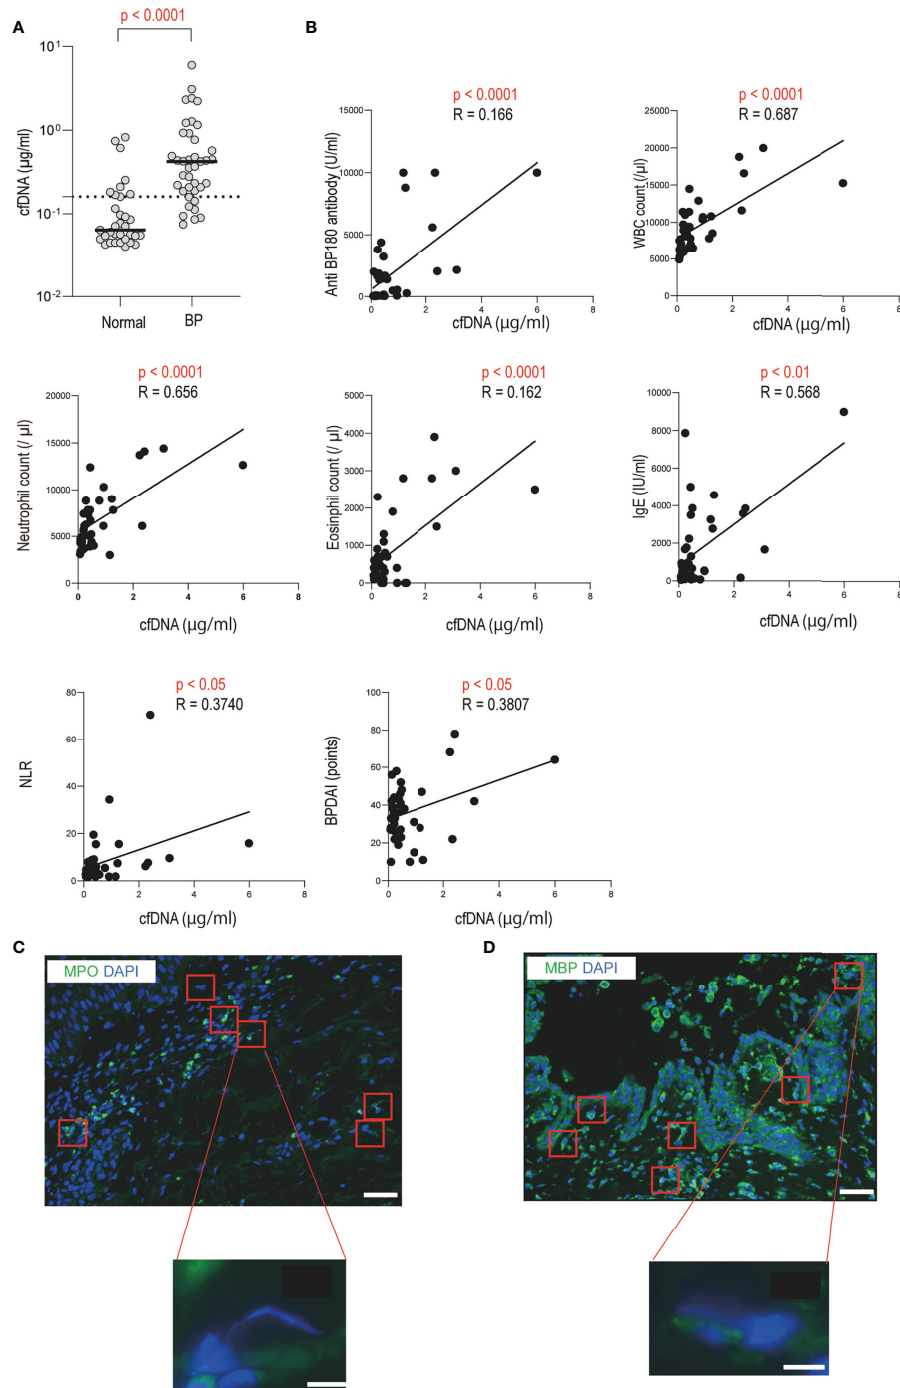 A
p < 0.0001
10¹
10⁰
10⁻¹
10⁻²
cfDNA (µg/ml)
Normal BP
B
p < 0.0001
R = 0.166
15000
10000
5000
0
Anti BP180 antibody (U/ml)
0 2 4 6 8
cfDNA (µg/ml)
p < 0.0001
R = 0.687
25000
20000
15000
10000
5000
0
WBC count (/µl)
0 2 4 6 8
cfDNA (µg/ml)
p < 0.0001
R = 0.656
20000
15000
10000
5000
0
Neutrophil count (/ µl)
0 2 4 6 8
cfDNA (µg/ml)
p < 0.0001
R = 0.162
5000
4000
3000
2000
1000
0
Eosinphil count (/ µl)
0 2 4 6 8
cfDNA (µg/ml)
p < 0.01
R = 0.568
10000
8000
6000
4000
2000
0
IgE (IU/ml)
0 2 4 6 8
cfDNA (µg/ml)
p < 0.05
R = 0.3740
80
60
40
20
0
NLR
0 2 4 6 8
cfDNA (µg/ml)
p < 0.05
R = 0.3807
100
80
60
40
20
0
BPDAI (points)
0 2 4 6 8
cfDNA (µg/ml)
C
MPO DAPI
D
MBP DAPI